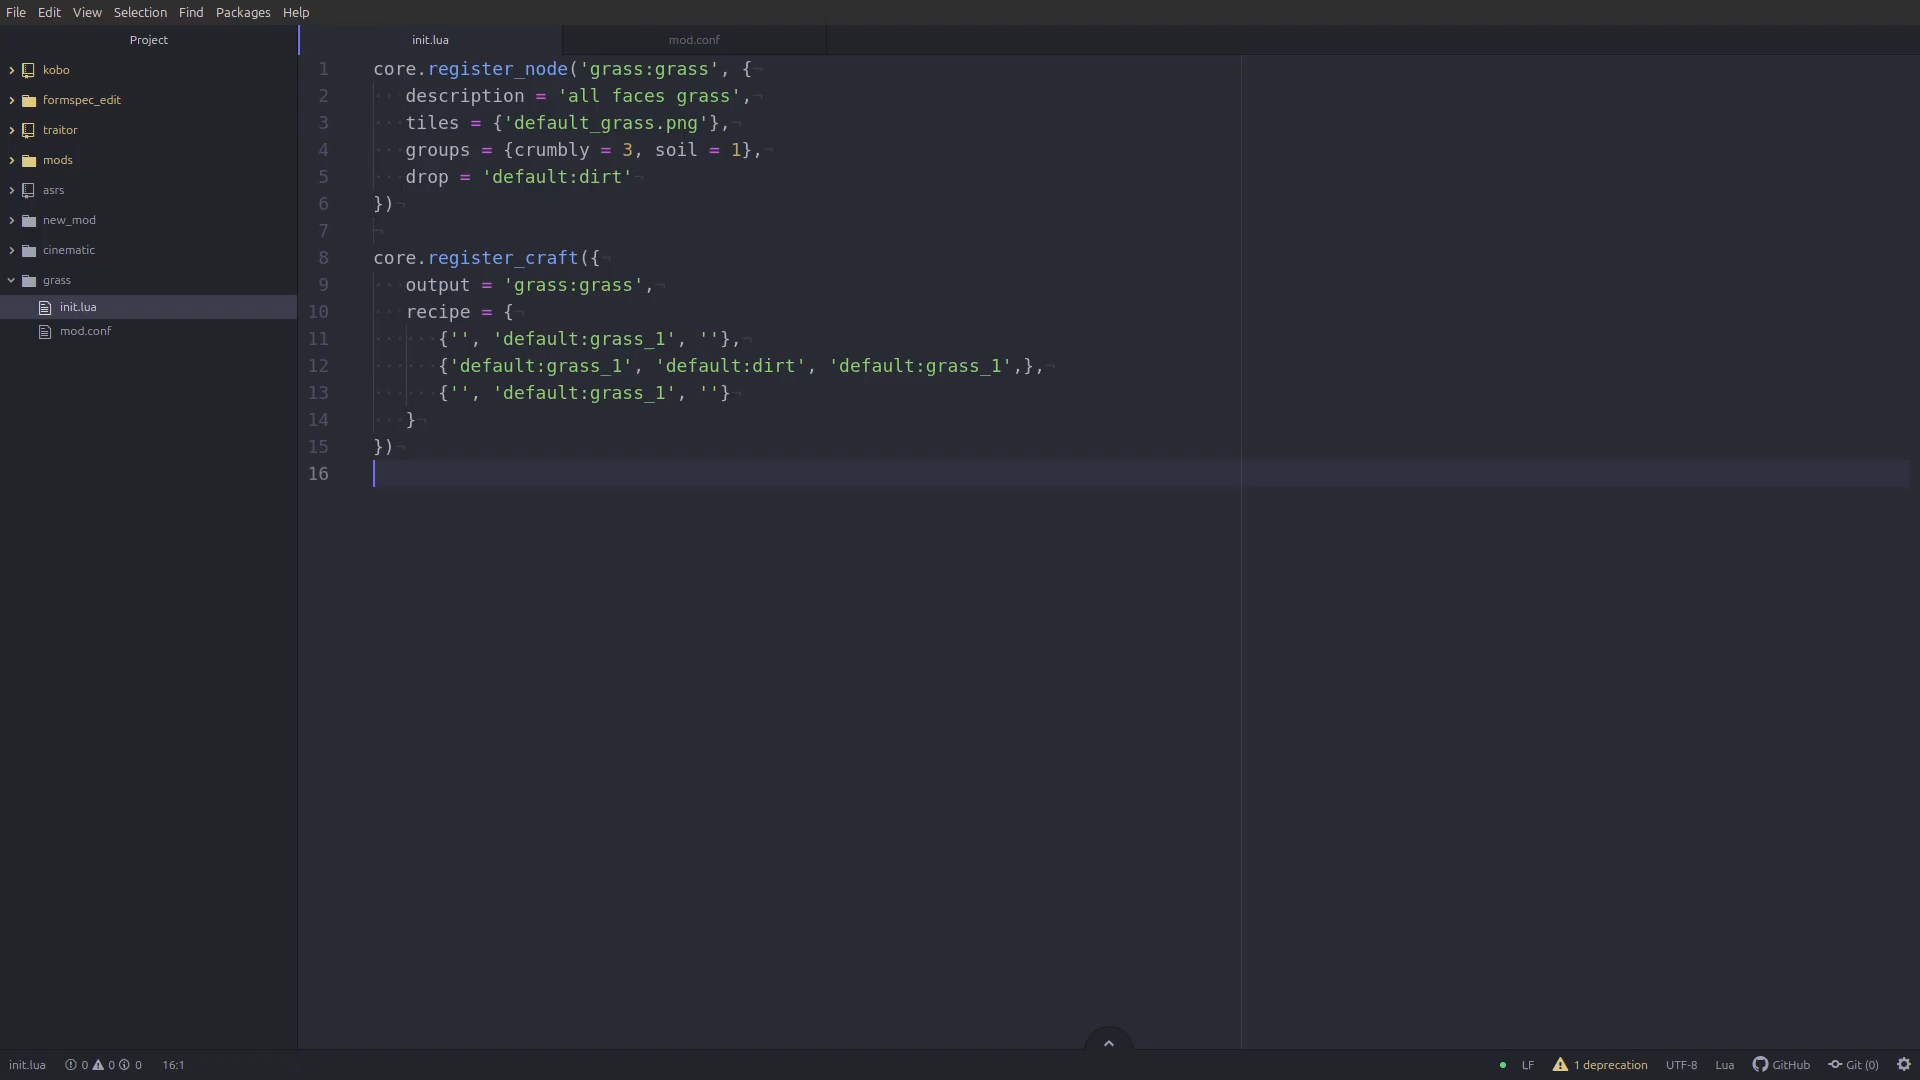 File Edit View Selection Find Packages Help
Project
kobo
formspec_edit
traitor
mods
asrs
new_mod
cinematic
grass
init.lua
mod.conf
init.lua mod.conf
1 core.register_node('grass:grass', {¬
2 ····description = 'all faces grass',¬
3 ····tiles = {'default_grass.png'},¬
4 ····groups = {crumbly = 3, soil = 1},¬
5 ····drop = 'default:dirt'¬
6 })¬
7 ¬
8 core.register_craft({¬
9 ····output = 'grass:grass',¬
10 ····recipe = {¬
11 ········{'', 'default:grass_1', ''},¬
12 ········{'default:grass_1', 'default:dirt', 'default:grass_1',},¬
13 ········{'', 'default:grass_1', ''}¬
14 ····}¬
15 })¬
16
init.lua 0 0 0 16:1 LF 1 deprecation UTF-8 Lua GitHub Git (0)